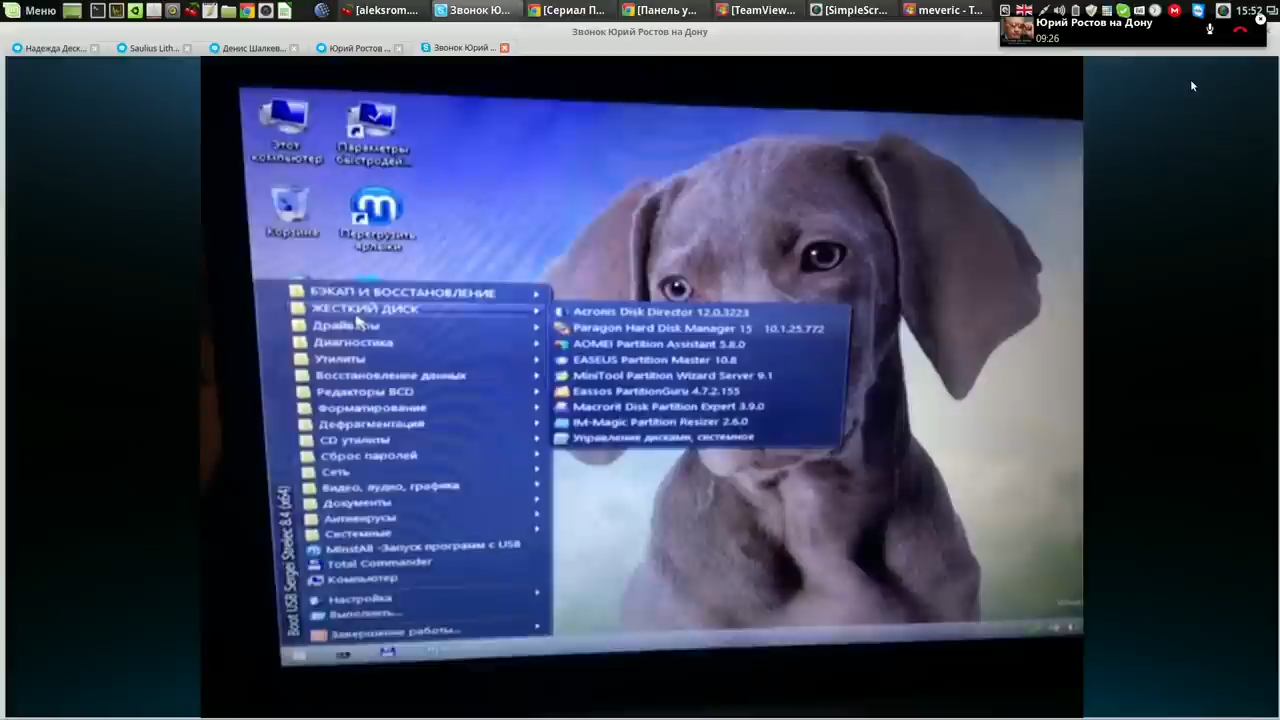 Меню
[aleksrom...
Звонок Ю...
[Сериал П...
[Панель у...
[TeamView...
[SimpleScr...
meveric - T...
15:52
Звонок Юрий Ростов на Дону
Юрий Ростов на Дону
09:26
Надежда Деск...
Saulius Lith...
Денис Шалкев...
Юрий Ростов ...
Звонок Юрий ...
Этот компьютер
Параметры быстродей...
Корзина
Перегрузить ярлыки
БЭКАП И ВОССТАНОВЛЕНИЕ
ЖЕСТКИЙ ДИСК
Драйверы
Диагностика
Утилиты
Восстановление данных
Редакторы BCD
Форматирование
Дефрагментация
CD утилиты
Сброс паролей
Сеть
Видео, аудио, графика
Документы
Антивирусы
Системные
MInstAll -Запуск программ с USB
Total Commander
Компьютер
Настройка
Выполнить...
Завершение работы...
Boot USB Sergei Strelec 8.4 (x64)
Acronis Disk Director 12.0.3223
Paragon Hard Disk Manager 15 10.1.25.772
AOMEI Partition Assistant 5.8.0
EASEUS Partition Master 10.8
MiniTool Partition Wizard Server 9.1
Eassos PartitionGuru 4.7.2.155
Macrorit Disk Partition Expert 3.9.0
IM-Magic Partition Resizer 2.6.0
Управление дисками, системное